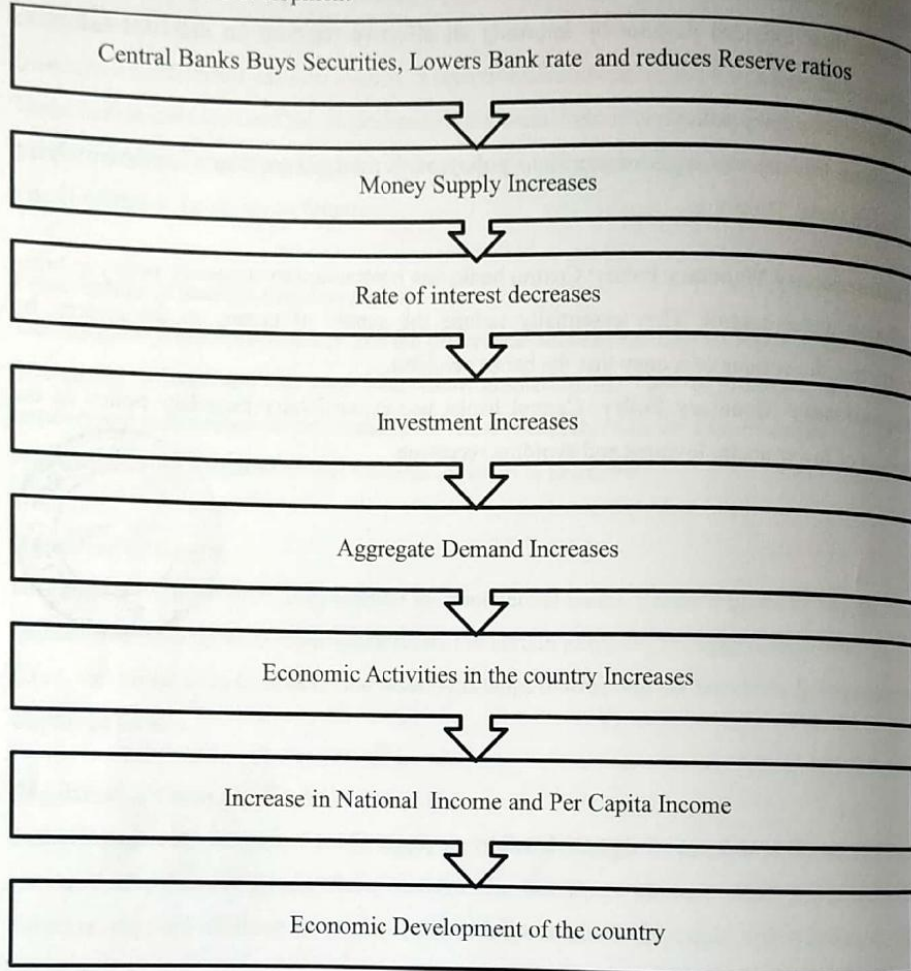 Central Banks Buys Securities, Lowers Bank rate and reduces Reserve ratios
Money Supply Increases
Rate of interest decreases
Investment Increases
Aggregate Demand Increases
Economic Activities in the country Increases
Increase in National Income and Per Capita Income
Economic Development of the country